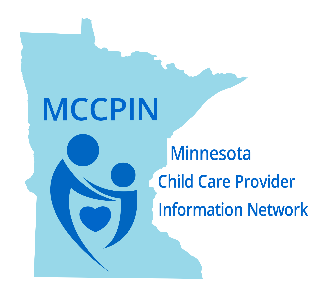 MCCPIN
Minnesota
Child Care Provider
Information Network